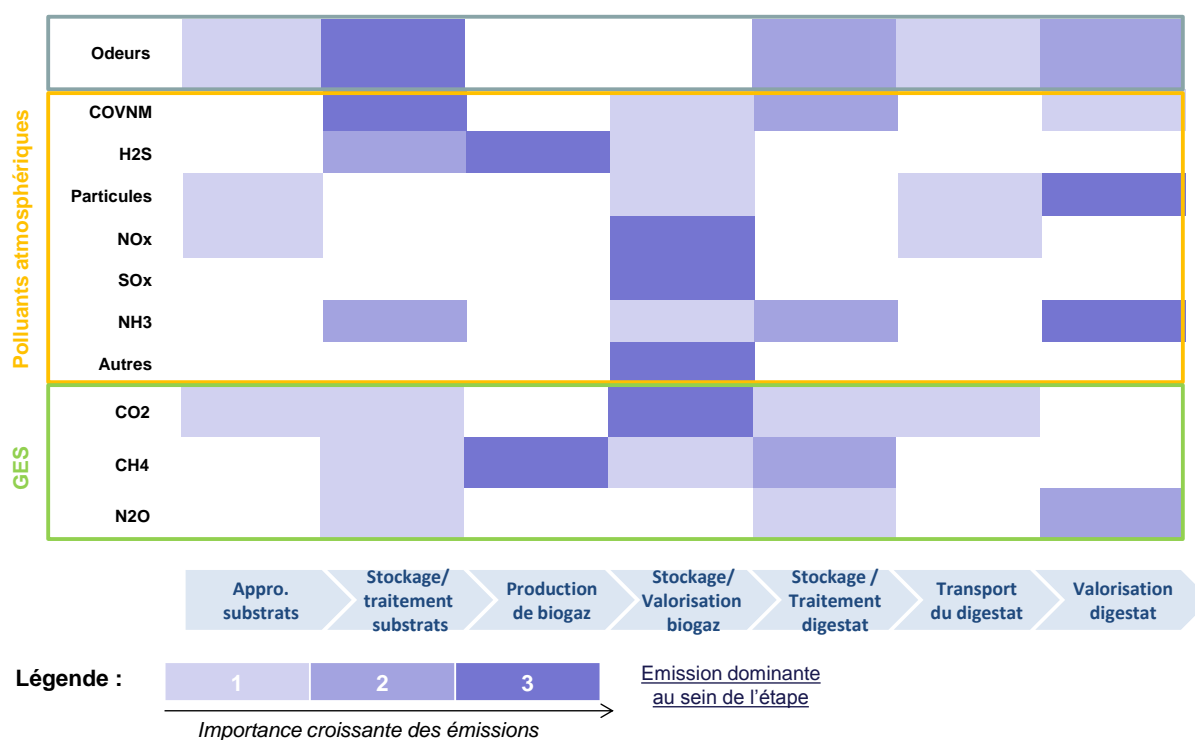 Odeurs
Polluants atmosphériques
COVNM
H2S
Particules
NOx
SOx
NH3
Autres
GES
CO2
CH4
N2O
Appro.
substrats
Stockage/
traitement
substrats
Production
de biogaz
Stockage/
Valorisation
biogaz
Stockage /
Traitement
digestat
Transport
du digestat
Valorisation
digestat
Légende :
1
2
3
Emission dominante
au sein de l'étape
Importance croissante des émissions